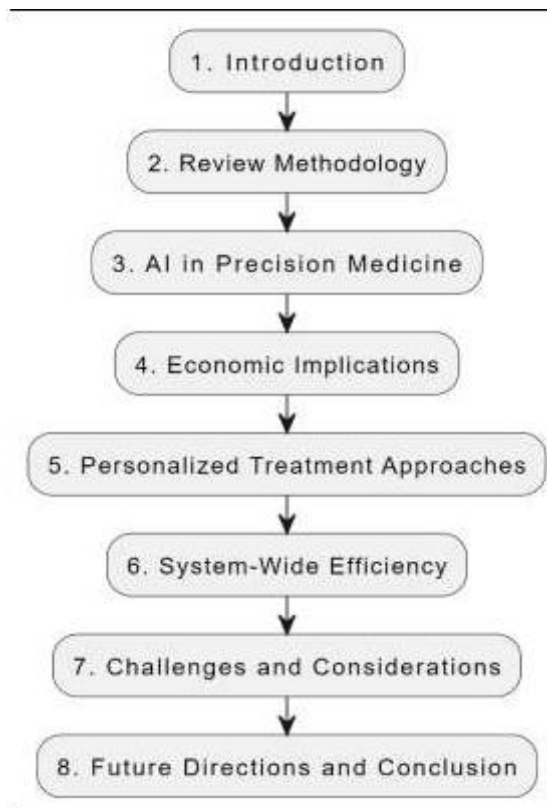 1. Introduction
2. Review Methodology
3. AI in Precision Medicine
4. Economic Implications
5. Personalized Treatment Approaches
6. System-Wide Efficiency
7. Challenges and Considerations
8. Future Directions and Conclusion